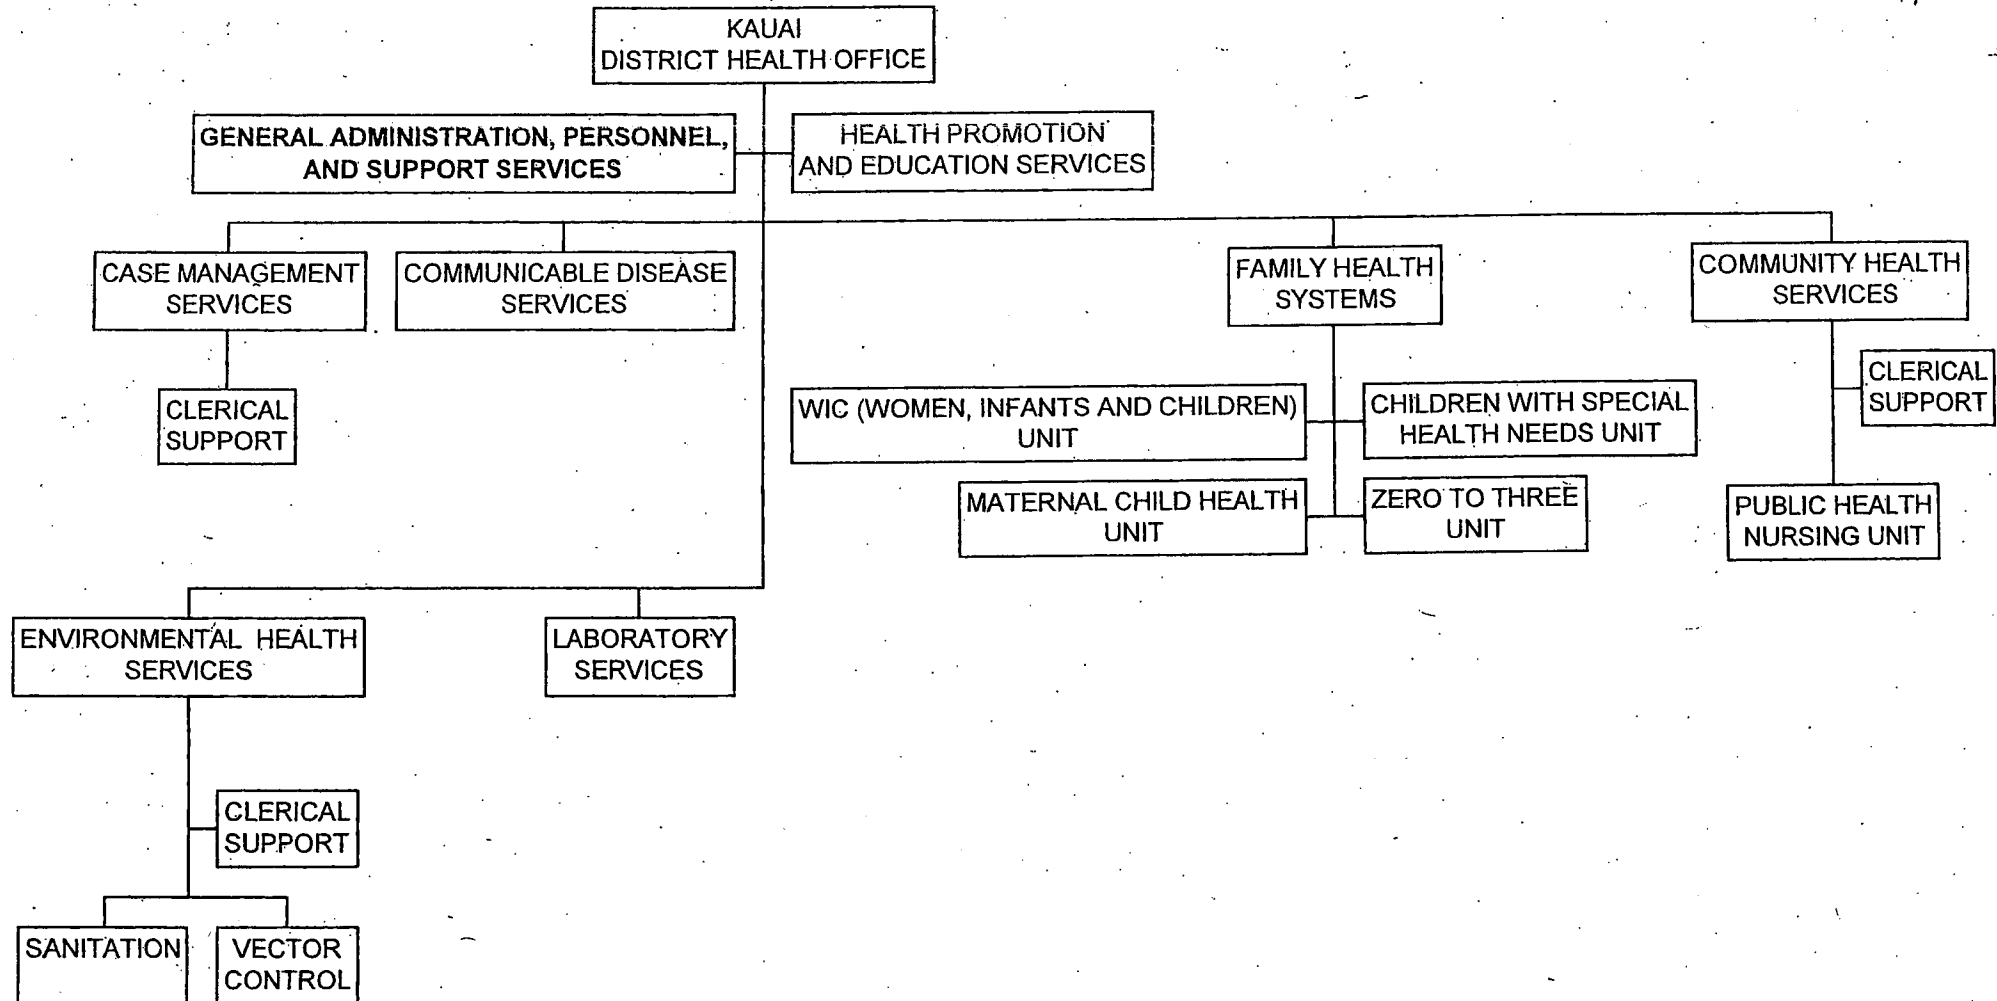 KAUAI
DISTRICT HEALTH OFFICE
GENERAL ADMINISTRATION, PERSONNEL,
AND SUPPORT SERVICES
HEALTH PROMOTION
AND EDUCATION SERVICES
CASE MANAGEMENT
SERVICES
COMMUNICABLE DISEASE
SERVICES
FAMILY HEALTH
SYSTEMS
COMMUNITY HEALTH
SERVICES
CLERICAL
SUPPORT
WIC (WOMEN, INFANTS AND CHILDREN)
UNIT
CHILDREN WITH SPECIAL
HEALTH NEEDS UNIT
CLERICAL
SUPPORT
MATERNAL CHILD HEALTH
UNIT
ZERO TO THREE
UNIT
PUBLIC HEALTH
NURSING UNIT
ENVIRONMENTAL HEALTH
SERVICES
LABORATORY
SERVICES
CLERICAL
SUPPORT
SANITATION
VECTOR
CONTROL